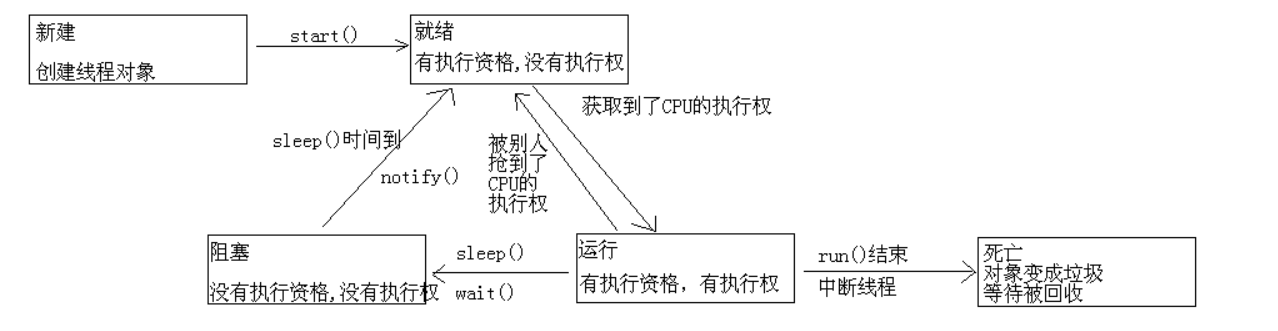 新建
创建线程对象
start()
就绪
有执行资格,没有执行权
获取到了CPU的执行权
sleep()时间到
notify()
被别人
抢到了
CPU的
执行权
阻塞
没有执行资格,没有执行权
sleep()
wait()
运行
有执行资格，有执行权
run()结束
中断线程
死亡
对象变成垃圾
等待被回收